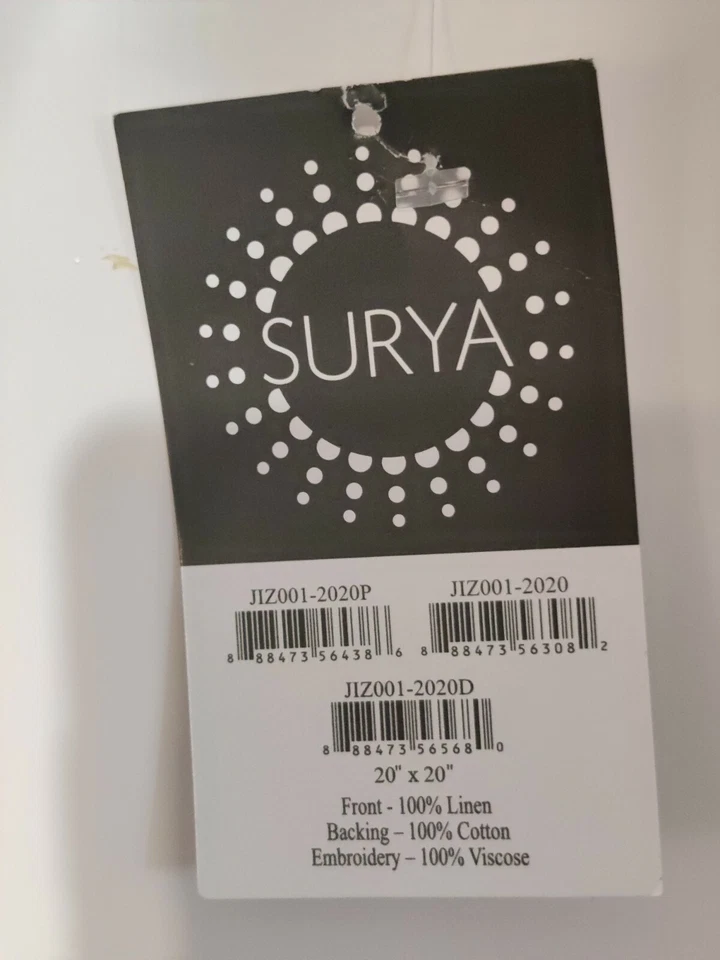 SURYA
JIZ001-2020P JIZ001-2020
8 88473 56438 6 8 88473 56308 2
JIZ001-2020D
8 88473 56568 0
20" x 20"
Front - 100% Linen
Backing – 100% Cotton
Embroidery – 100% Viscose